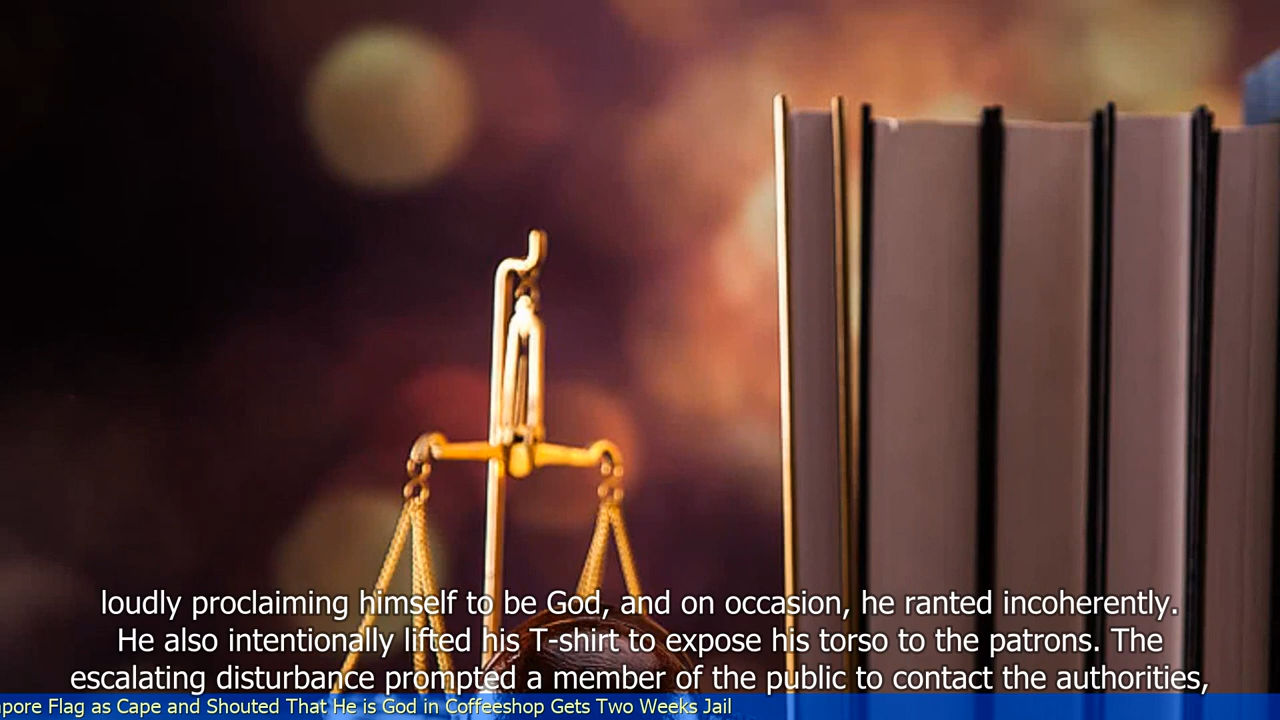 loudly proclaiming himself to be God, and on occasion, he ranted incoherently.
He also intentionally lifted his T-shirt to expose his torso to the patrons. The
escalating disturbance prompted a member of the public to contact the authorities,
Flag as Cape and Shouted That He is God in Coffeeshop Gets Two Weeks Jail